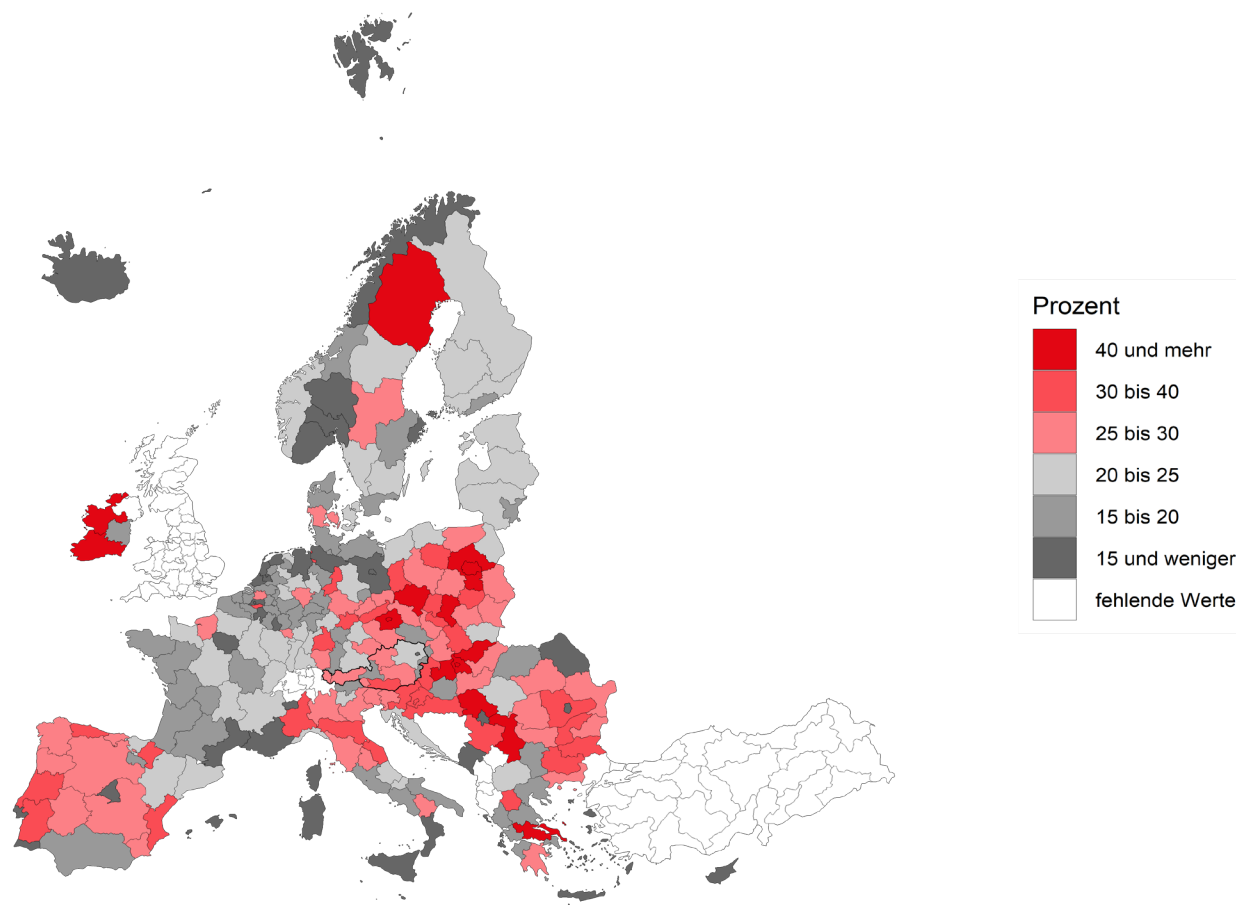 Prozent
40 und mehr
30 bis 40
25 bis 30
20 bis 25
15 bis 20
15 und weniger
fehlende Werte